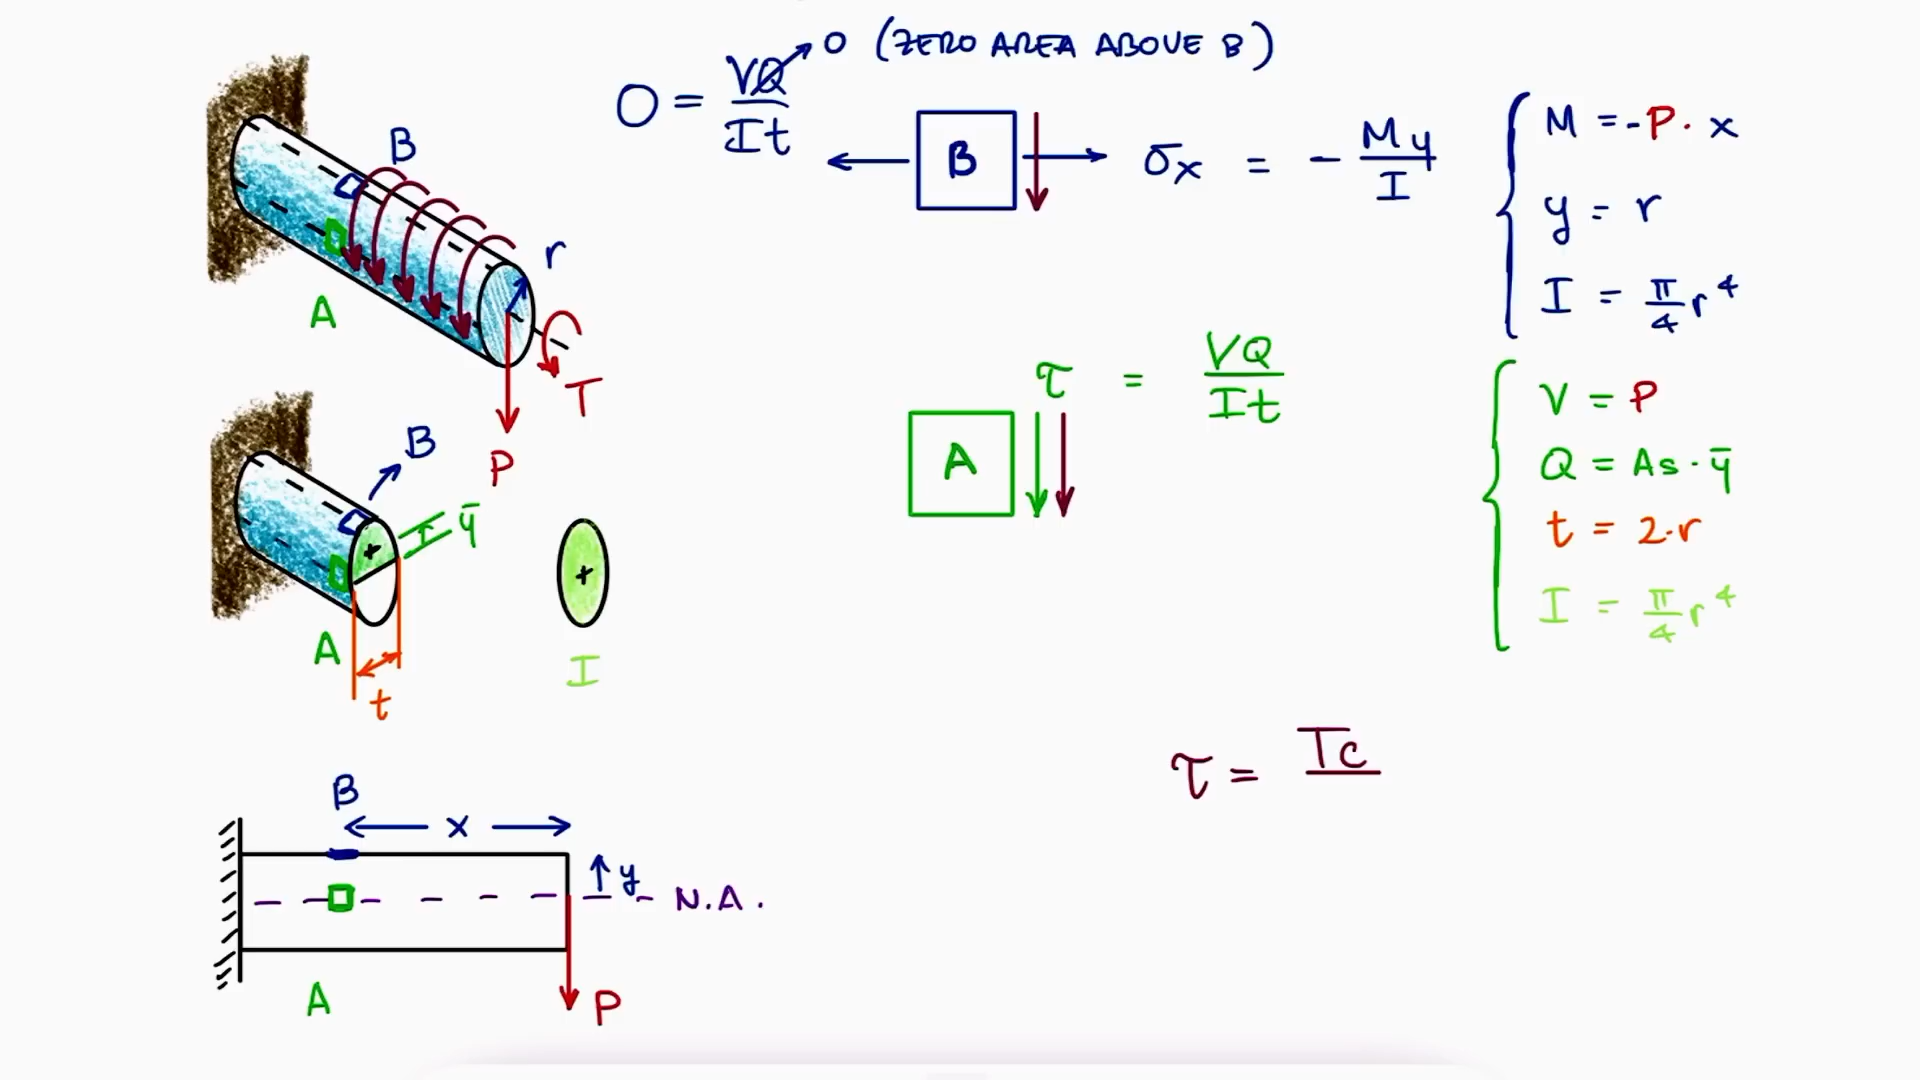 0 = VQ/It → 0 (ZERO AREA ABOVE B)
B σx = - My/I
M = -P · x
y = r
I = π/4 r⁴
B
r
A
T
P
τ = VQ/It
A
V = P
Q = As · ȳ
t = 2·r
I = π/4 r⁴
B
ȳ
A
t
I
τ = Tc
B
x
y
N.A.
A
P